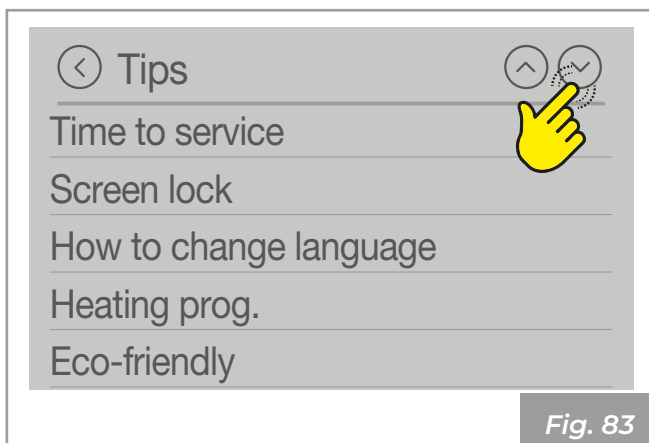 Tips
Time to service
Screen lock
How to change language
Heating prog.
Eco-friendly
Fig. 83